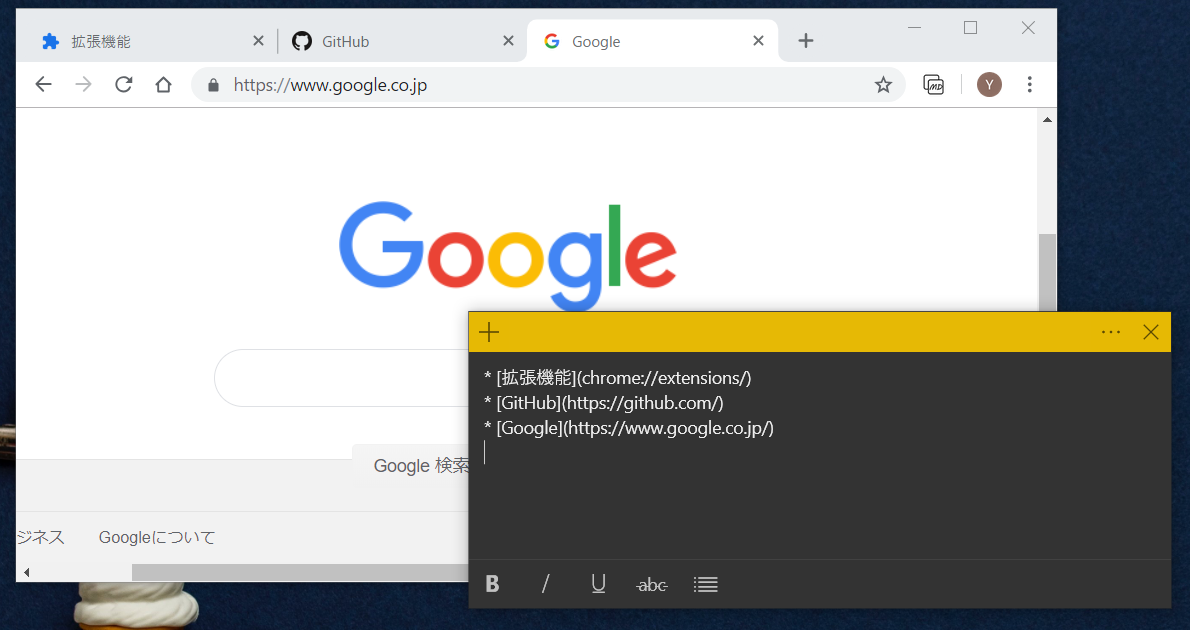 拡張機能
GitHub
Google
https://www.google.co.jp
MD
Y
Google
Google 検索
ジネス Googleについて
* [拡張機能](chrome://extensions/)
* [GitHub](https://github.com/)
* [Google](https://www.google.co.jp/)
B / U abc